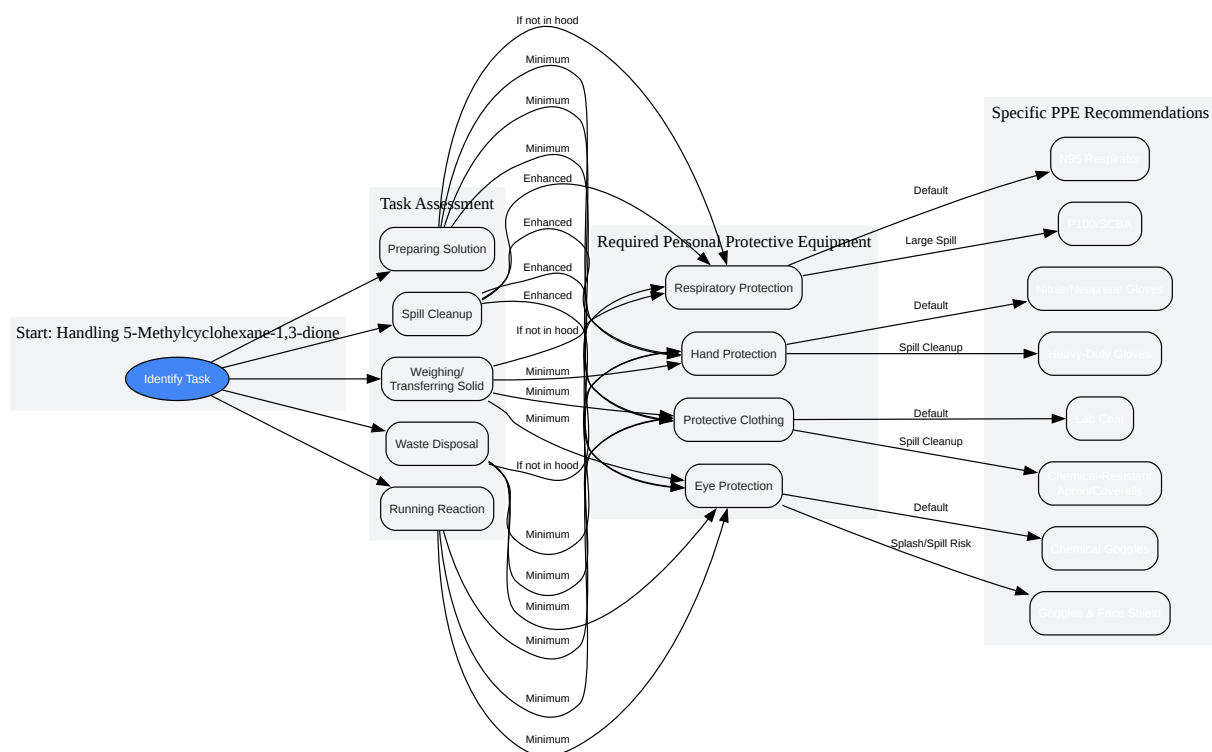 Start: Handling 5-Methylcyclohexane-1,3-dione
Identify Task
Task Assessment
Preparing Solution
Spill Cleanup
Weighing/
Transferring Solid
Waste Disposal
Running Reaction
If not in hood
Minimum
Minimum
Minimum
Enhanced
Enhanced
Enhanced
Enhanced
If not in hood
Minimum
Minimum
Minimum
If not in hood
Minimum
Minimum
Minimum
Minimum
Minimum
Minimum
Required Personal Protective Equipment
Respiratory Protection
Hand Protection
Protective Clothing
Eye Protection
Default
Large Spill
Default
Spill Cleanup
Default
Spill Cleanup
Default
Splash/Spill Risk
Specific PPE Recommendations
N95 Respirator
P100/SCBA
Nitrile/Neoprene Gloves
Heavy-Duty Gloves
Lab Coat
Chemical-Resistant
Apron/Coveralls
Chemical Goggles
Goggles & Face Shield